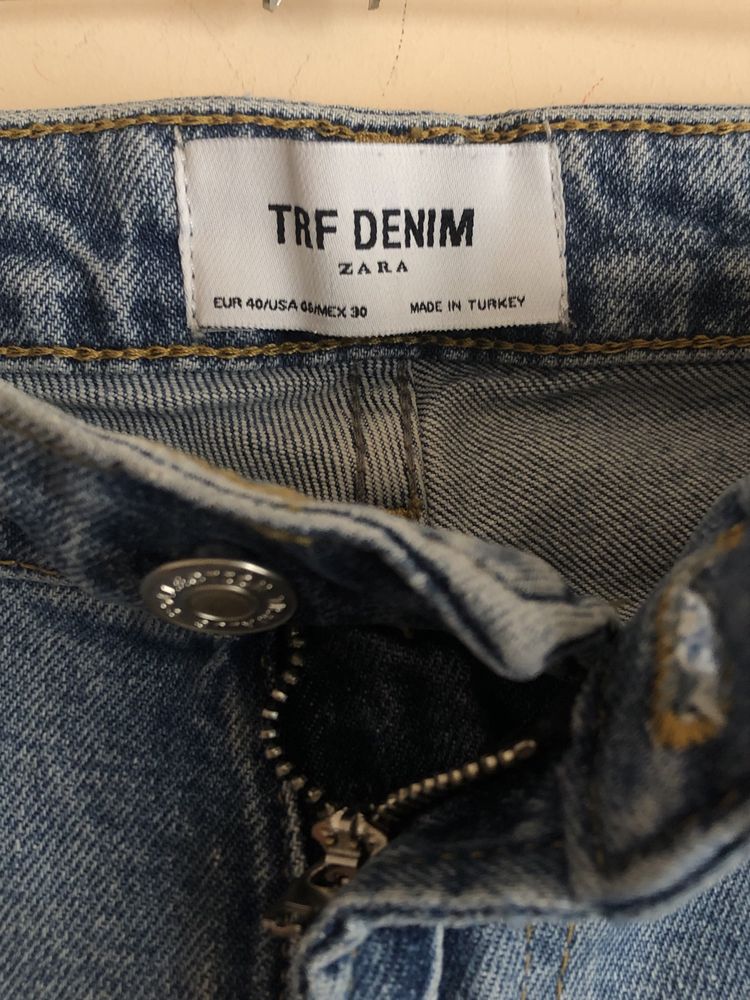 TRF DENIM
ZARA
EUR 40/USA 08/MEX 30 MADE IN TURKEY